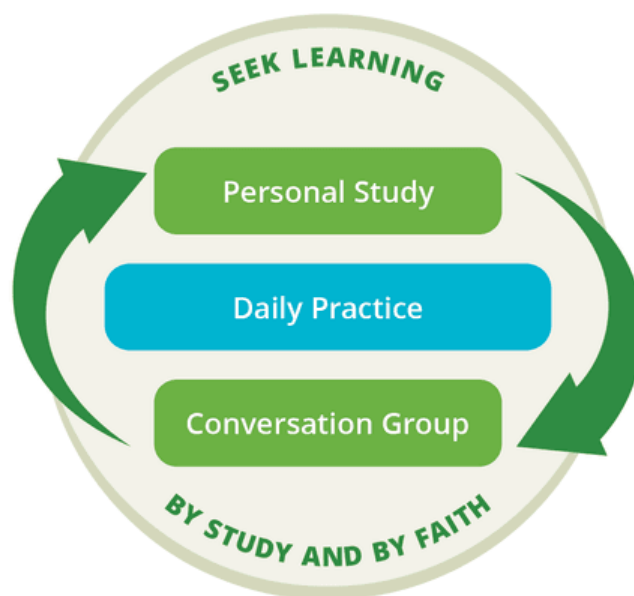 SEEK LEARNING
Personal Study
Daily Practice
Conversation Group
BY STUDY AND BY FAITH